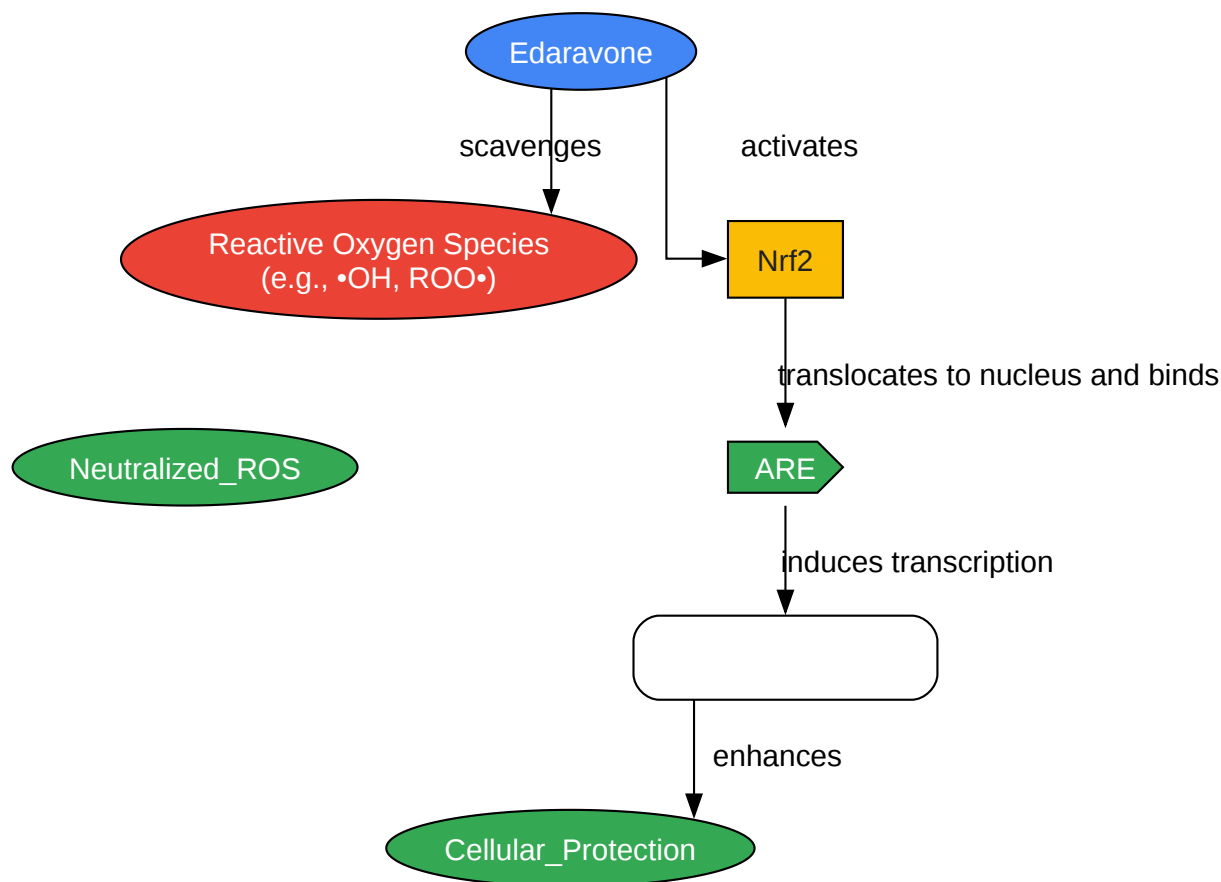 Edaravone
scavenges
activates
Reactive Oxygen Species
(e.g., •OH, ROO•)
Nrf2
translocates to nucleus and binds
Neutralized_ROS
ARE
induces transcription
enhances
Cellular_Protection